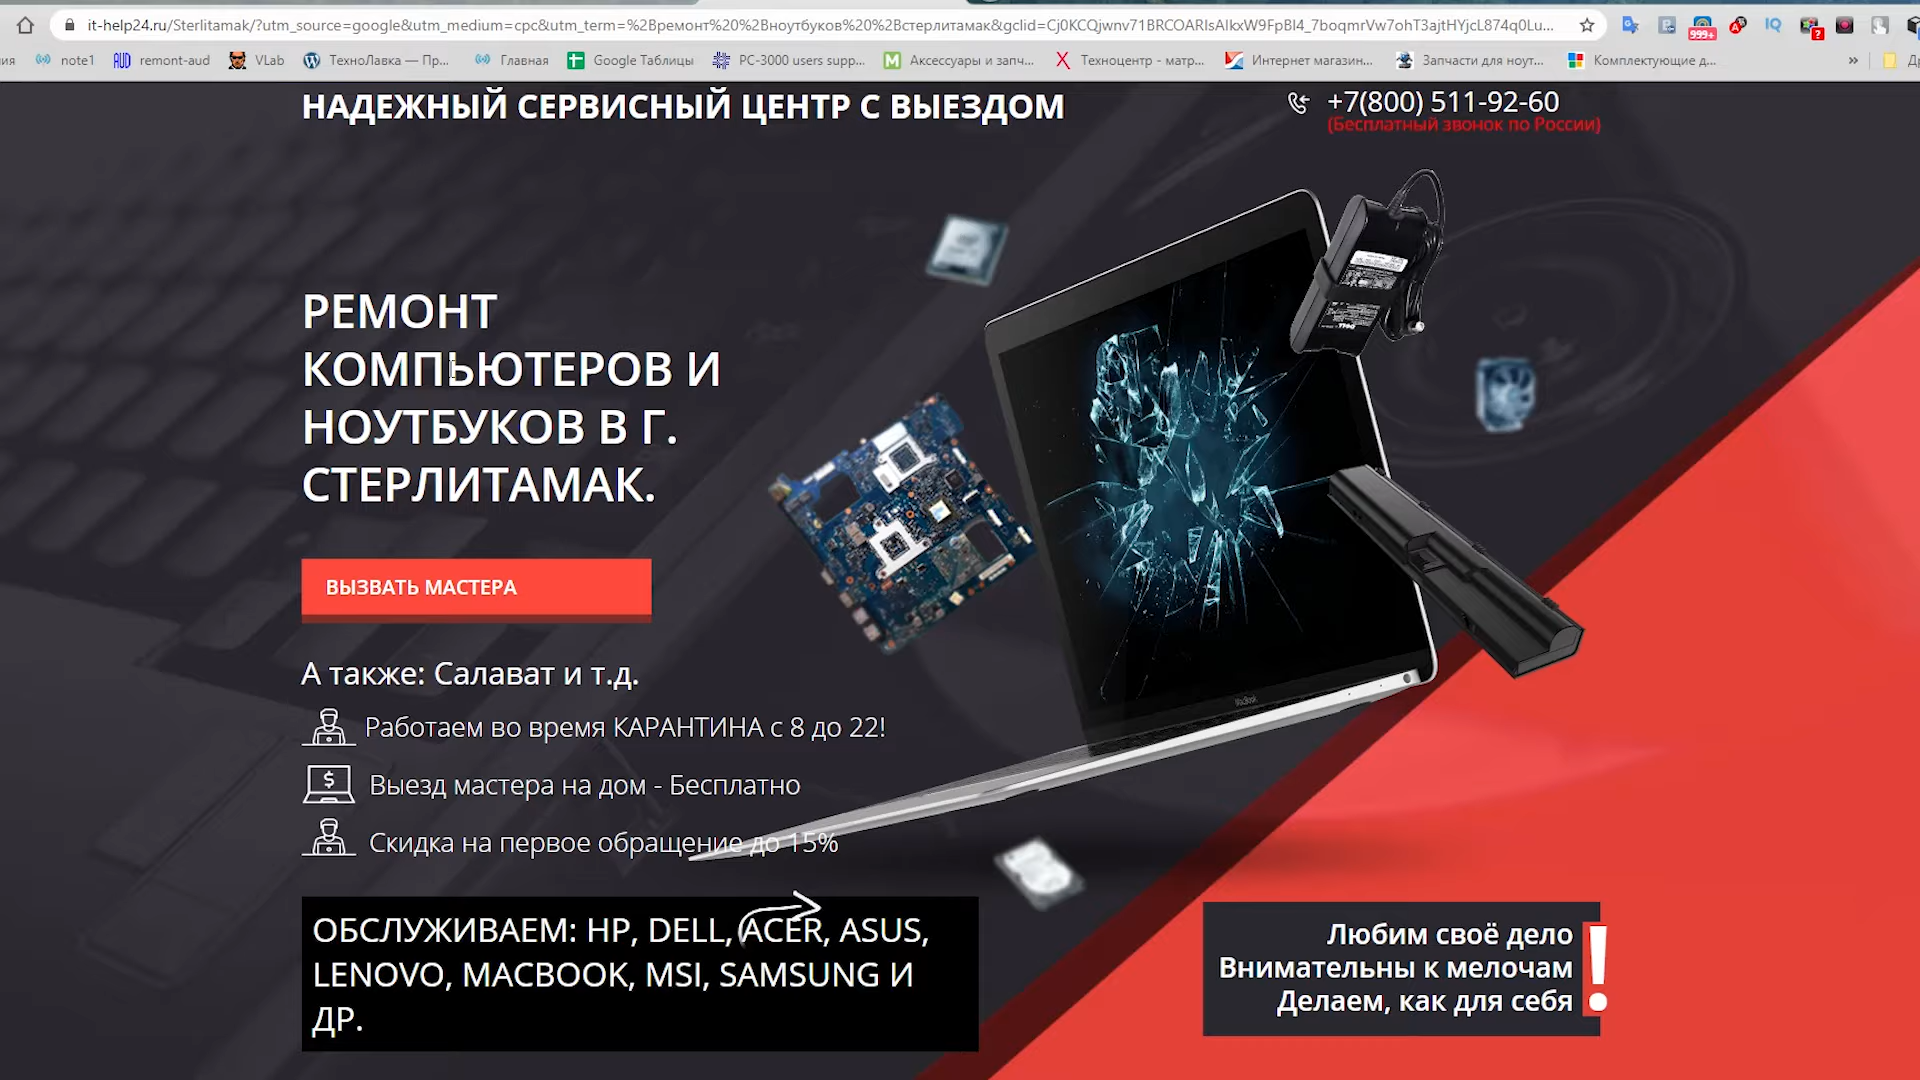 it-help24.ru/Sterlitamak/?utm_source=google&utm_medium=cpc&utm_term=%2Bремонт%20%2Bноутбуков%20%2Bстерлитамак&gclid=
note1
remont-aud
VLab
ТехноЛавка — Пр...
Главная
Google Таблицы
PC-3000 users supp...
Аксессуары и запч...
Техноцентр - матр...
Интернет магазин...
Запчасти для ноут...
Комплектующие д...
»
999+
НАДЕЖНЫЙ СЕРВИСНЫЙ ЦЕНТР С ВЫЕЗДОМ
+7(800) 511-92-60
(Бесплатный звонок по России)
РЕМОНТ
КОМПЬЮТЕРОВ И
НОУТБУКОВ В Г.
СТЕРЛИТАМАК.
ВЫЗВАТЬ МАСТЕРА
А также: Салават и т.д.
Работаем во время КАРАНТИНА с 8 до 22!
Выезд мастера на дом - Бесплатно
Скидка на первое обращение до 15%
ОБСЛУЖИВАЕМ: HP, DELL, ACER, ASUS,
LENOVO, MACBOOK, MSI, SAMSUNG И
ДР.
Любим своё дело
Внимательны к мелочам
Делаем, как для себя
!
MacBook